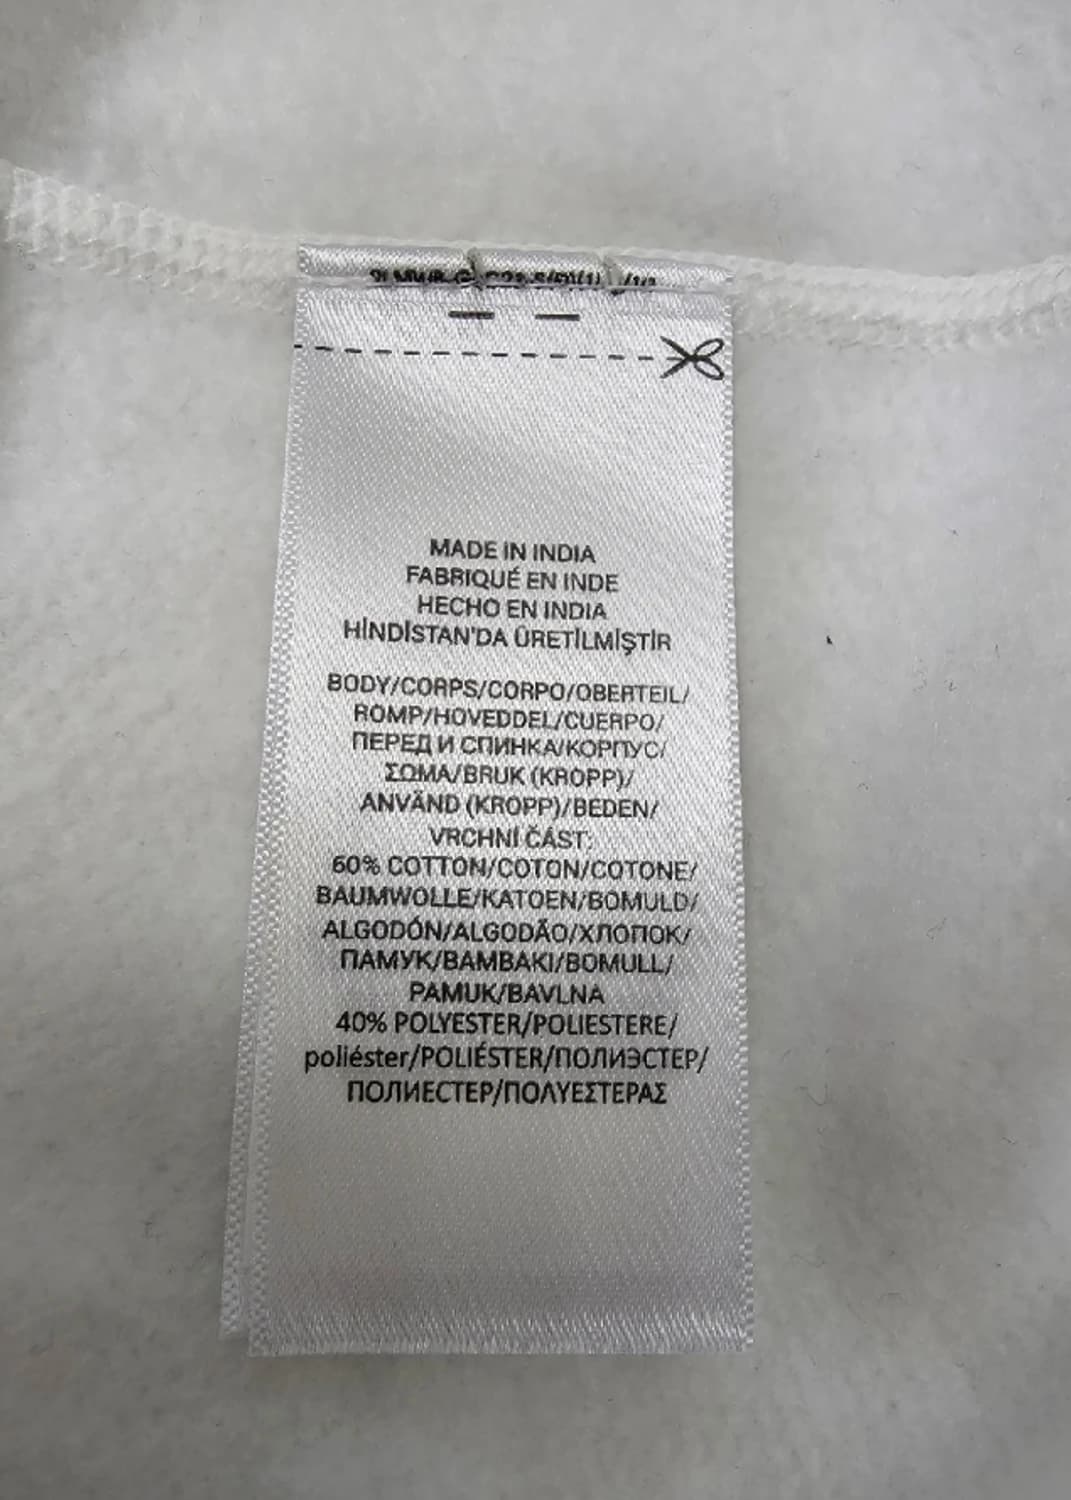 MADE IN INDIA
FABRIQUÉ EN INDE
HECHO EN INDIA
HİNDİSTAN'DA ÜRETİLMİŞTİR
BODY/CORPS/CORPO/OBERTEIL/
ROMP/HOVEDDEL/CUERPO/
ПЕРЕД И СПИНКА/КОРПУС/
ΣΩΜΑ/BRUK (KROPP)/
ANVÄND (KROPP)/BEDEN/
VRCHNÍ ČÁST:
60% COTTON/COTON/COTONE/
BAUMWOLLE/KATOEN/BOMULD/
ALGODÓN/ALGODÃO/ХЛОПОК/
ПАМУК/ΒΑΜΒΑΚΙ/BOMULL/
PAMUK/BAVLNA
40% POLYESTER/POLIESTERE/
poliéster/POLIÉSTER/ПОЛИЭСТЕР/
ПОЛИЕСТЕР/ΠΟΛΥΕΣΤΕΡΑΣ